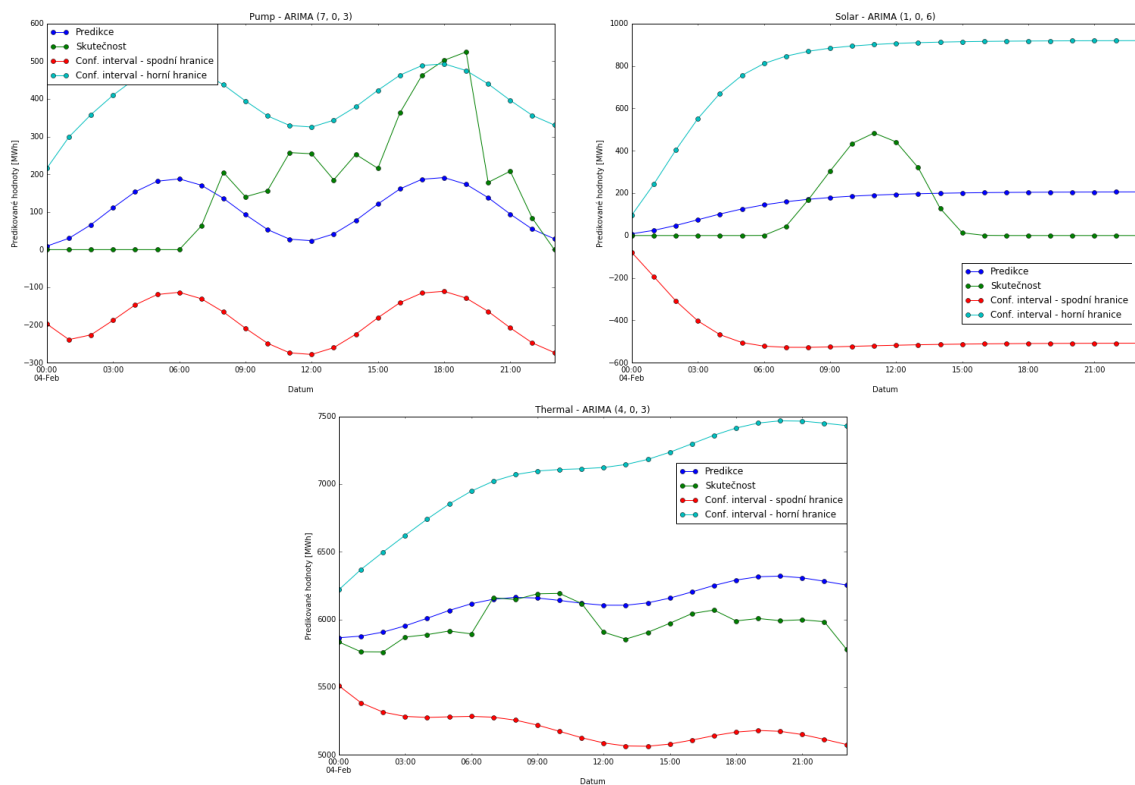 Pump - ARIMA (7, 0, 3)
600
500
400
300
200
100
0
−100
−200
−300
Predikované hodnoty [MWh]
Predikce
Skutečnost
Conf. interval - spodní hranice
Conf. interval - horní hranice
00:00 03:00 06:00 09:00 12:00 15:00 18:00 21:00
04-Feb
Datum
Solar - ARIMA (1, 0, 6)
1000
800
600
400
200
0
−200
−400
−600
Predikované hodnoty [MWh]
Predikce
Skutečnost
Conf. interval - spodní hranice
Conf. interval - horní hranice
00:00 03:00 06:00 09:00 12:00 15:00 18:00 21:00
04-Feb
Datum
Thermal - ARIMA (4, 0, 3)
7500
7000
6500
6000
5500
5000
Predikované hodnoty [MWh]
Predikce
Skutečnost
Conf. interval - spodní hranice
Conf. interval - horní hranice
00:00 03:00 06:00 09:00 12:00 15:00 18:00 21:00
04-Feb
Datum